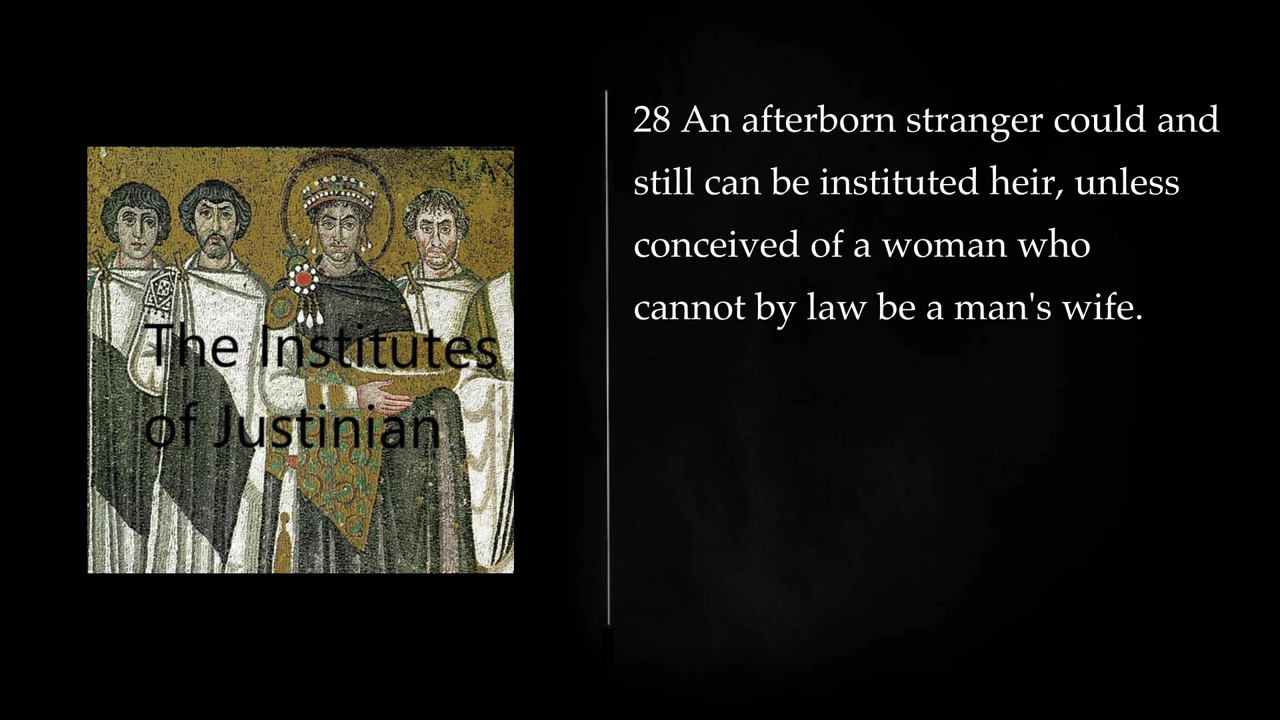 The Institutes
of Justinian
28 An afterborn stranger could and
still can be instituted heir, unless
conceived of a woman who
cannot by law be a man's wife.